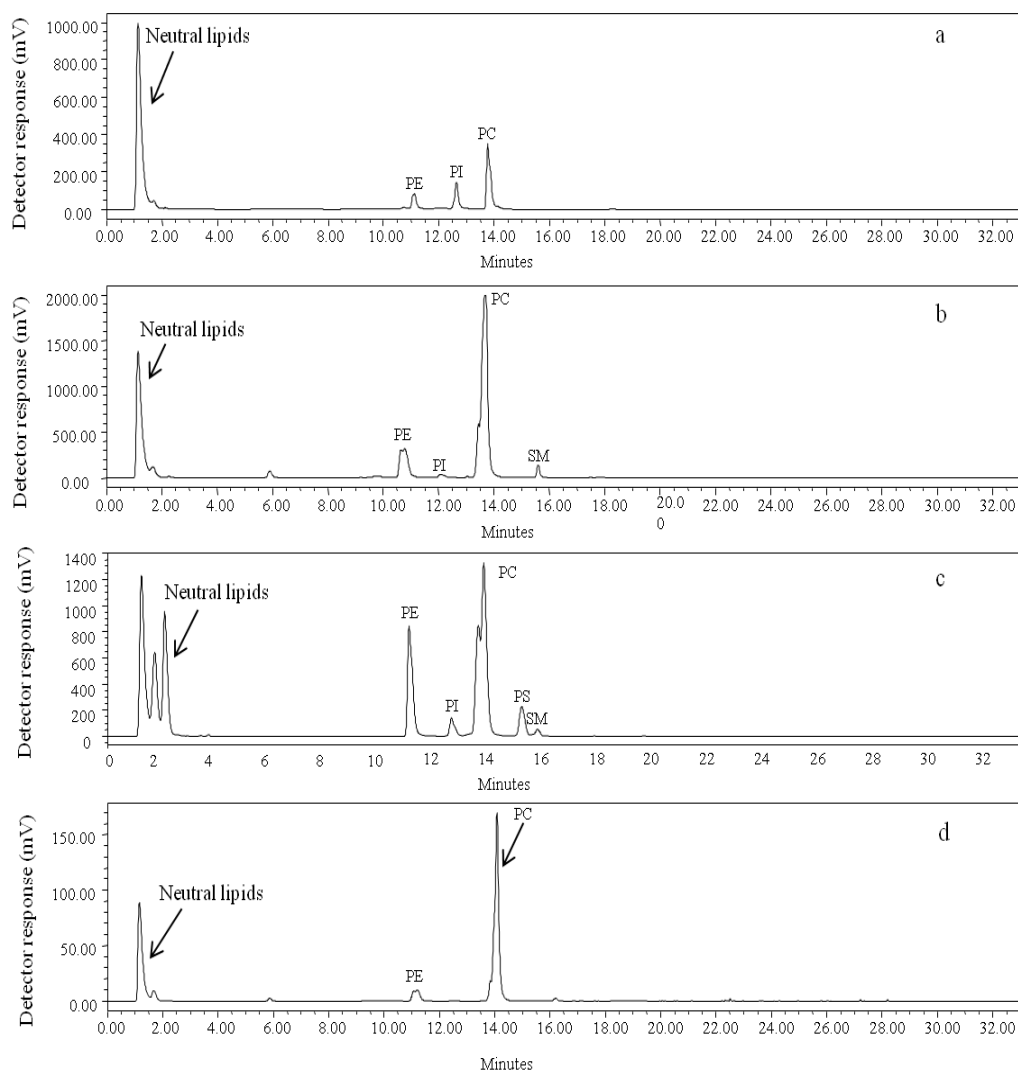 Detector response (mV)
1000.00
800.00
600.00
400.00
200.00
0.00
Neutral lipids
a
PE
PI
PC
0.00 2.00 4.00 6.00 8.00 10.00 12.00 14.00 16.00 18.00 20.00 22.00 24.00 26.00 28.00 30.00 32.00
Minutes
Detector response (mV)
2000.00
1500.00
1000.00
500.00
0.00
Neutral lipids
b
PE
PI
PC
SM
0.00 2.00 4.00 6.00 8.00 10.00 12.00 14.00 16.00 18.00 20.0 22.00 24.00 26.00 28.00 30.00 32.00
0
Minutes
Detector response (mV)
1400
1200
1000
800
600
400
200
0
Neutral lipids
c
PE
PI
PC
PS
SM
0 2 4 6 8 10 12 14 16 18 20 22 24 26 28 30 32
Minutes
Detector response (mV)
150.00
100.00
50.00
0.00
Neutral lipids
d
PE
PC
0.00 2.00 4.00 6.00 8.00 10.00 12.00 14.00 16.00 18.00 20.00 22.00 24.00 26.00 28.00 30.00 32.00
Minutes